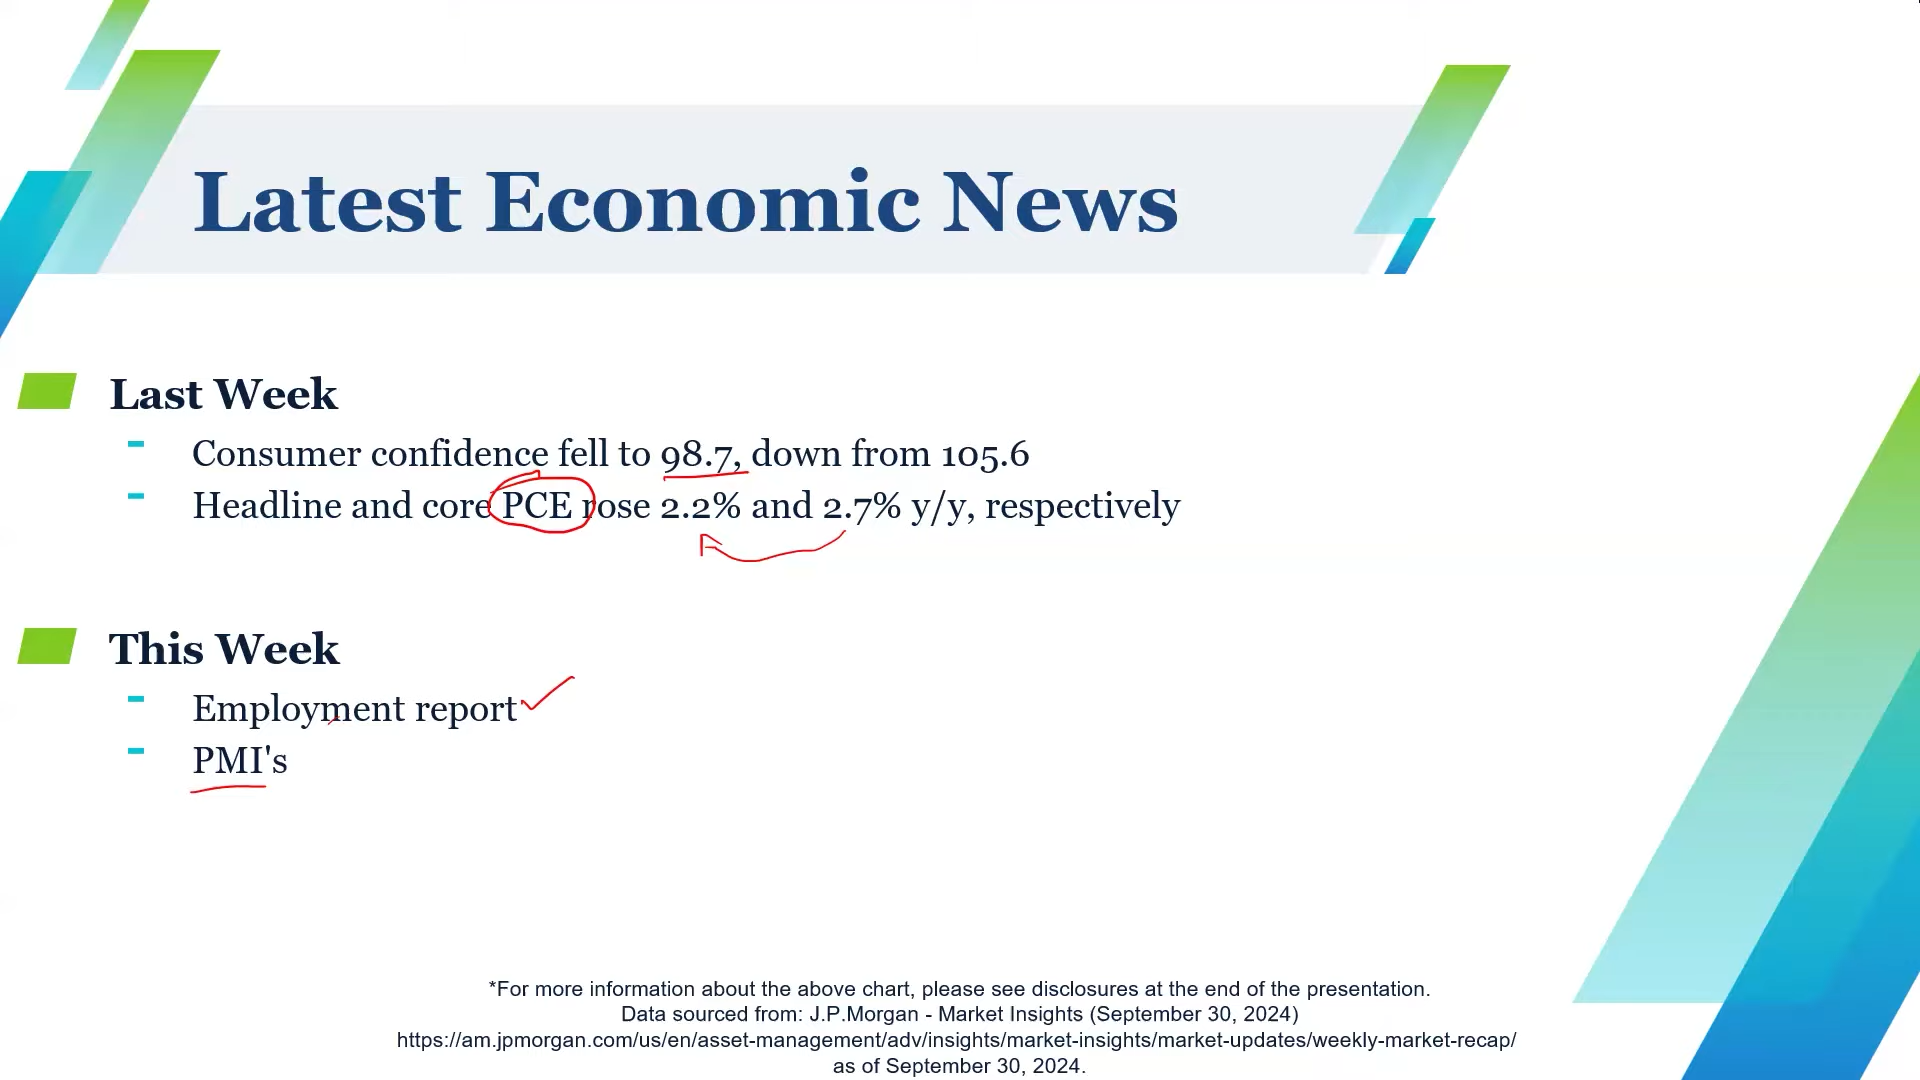 Latest Economic News
Last Week
- Consumer confidence fell to 98.7, down from 105.6
- Headline and core PCE rose 2.2% and 2.7% y/y, respectively
This Week
- Employment report
- PMI's
*For more information about the above chart, please see disclosures at the end of the presentation.
Data sourced from: J.P.Morgan - Market Insights (September 30, 2024)
https://am.jpmorgan.com/us/en/asset-management/adv/insights/market-insights/market-updates/weekly-market-recap/
as of September 30, 2024.